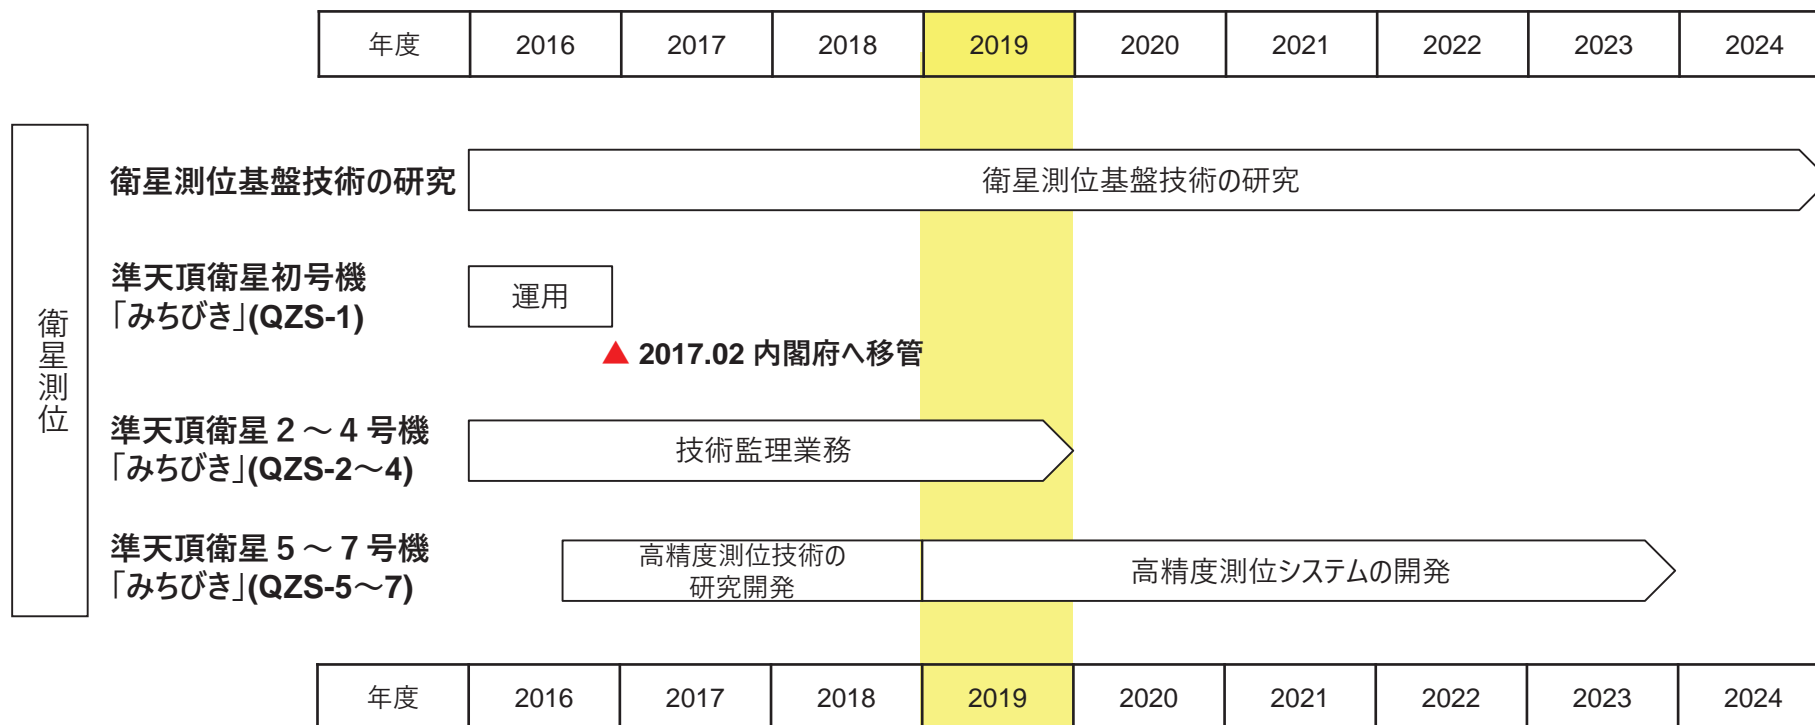 年度 2016 2017 2018 2019 2020 2021 2022 2023 2024
衛星測位
衛星測位基盤技術の研究
衛星測位基盤技術の研究
準天頂衛星初号機
「みちびき」(QZS-1)
運用
▲ 2017.02 内閣府へ移管
準天頂衛星2～4号機
「みちびき」(QZS-2～4)
技術監理業務
準天頂衛星5～7号機
「みちびき」(QZS-5～7)
高精度測位技術の
研究開発
高精度測位システムの開発
年度 2016 2017 2018 2019 2020 2021 2022 2023 2024